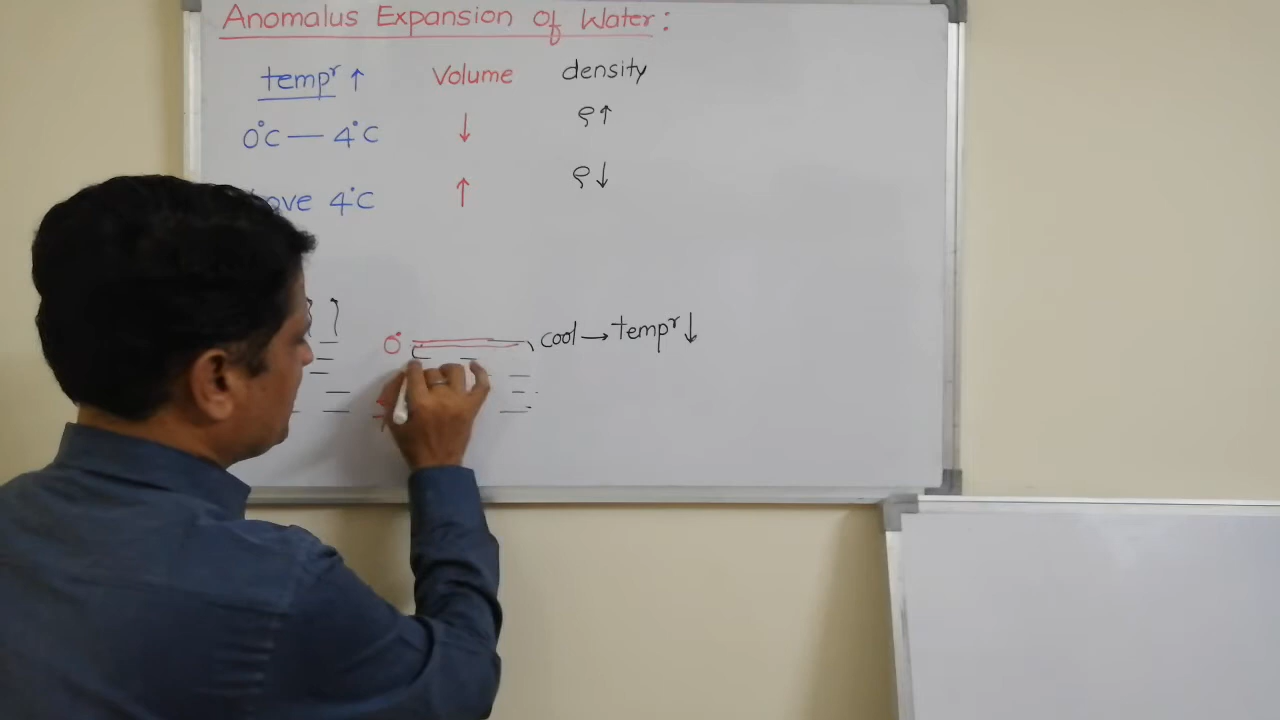 Anomalus Expansion of Water:
tempʳ ↑ Volume density
0°C — 4°C ↓ ρ↑
ove 4°C ↑ ρ↓
0° cool → tempʳ ↓